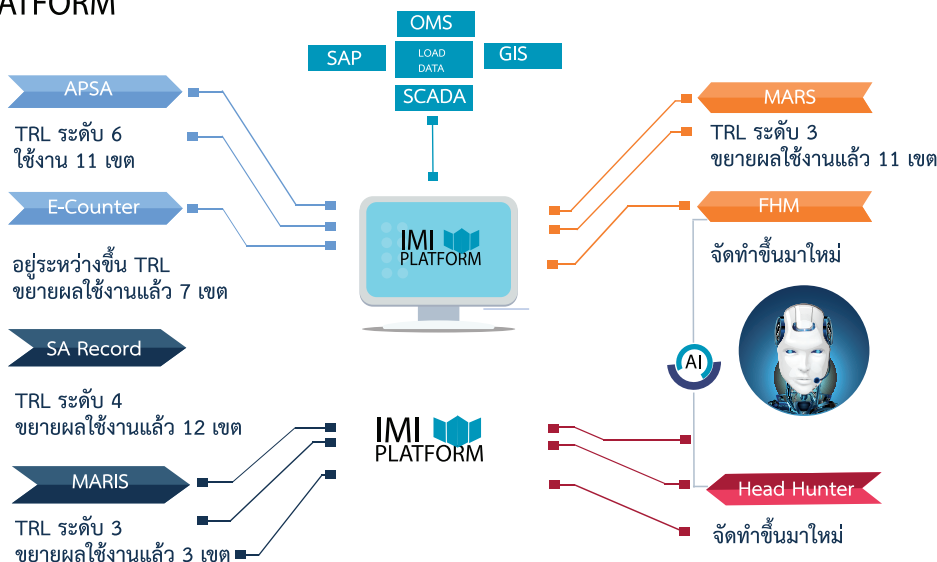 OMS
SAP
LOAD
DATA
GIS
SCADA
APSA
TRL ระดับ 6
ใช้งาน 11 เขต
E-Counter
อยู่ระหว่างขึ้น TRL
ขยายผลใช้งานแล้ว 7 เขต
SA Record
TRL ระดับ 4
ขยายผลใช้งานแล้ว 12 เขต
MARIS
TRL ระดับ 3
ขยายผลใช้งานแล้ว 3 เขต
IMI
PLATFORM
IMI
PLATFORM
MARS
TRL ระดับ 3
ขยายผลใช้งานแล้ว 11 เขต
FHM
จัดทำขึ้นมาใหม่
AI
Head Hunter
จัดทำขึ้นมาใหม่